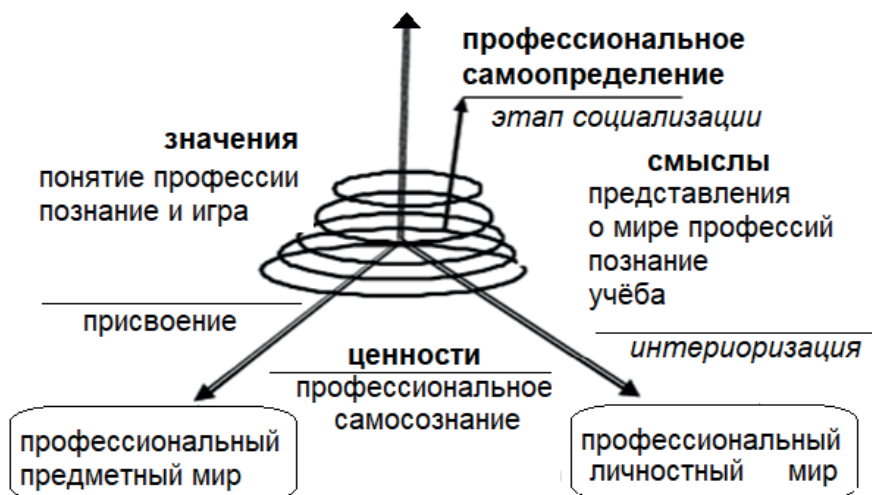 профессиональное
самоопределение
этап социализации
значения
понятие профессии
познание и игра
смыслы
представления
о мире профессий
познание
учёба
присвоение
интериоризация
ценности
профессиональное
самосознание
профессиональный
предметный мир
профессиональный
личностный мир